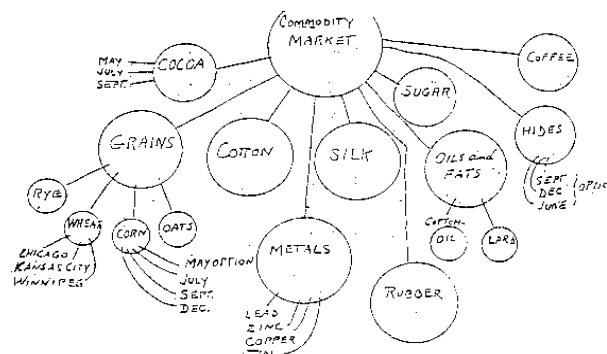 COMMODITY
MARKET
COCOA
MAY
JULY
SEPT.
COFFEE
SUGAR
HIDES
SEPT.
DEC
JUNE
GRAINS
COTTON
SILK
OILS and
FATS
RYE
WHEAT
CORN
OATS
COTTON
OIL
LARD
CHICAGO
KANSAS CITY
WINNIPEG
MAY OPTION
JULY
SEPT.
DEC.
METALS
LEAD
ZINC
COPPER
RUBBER